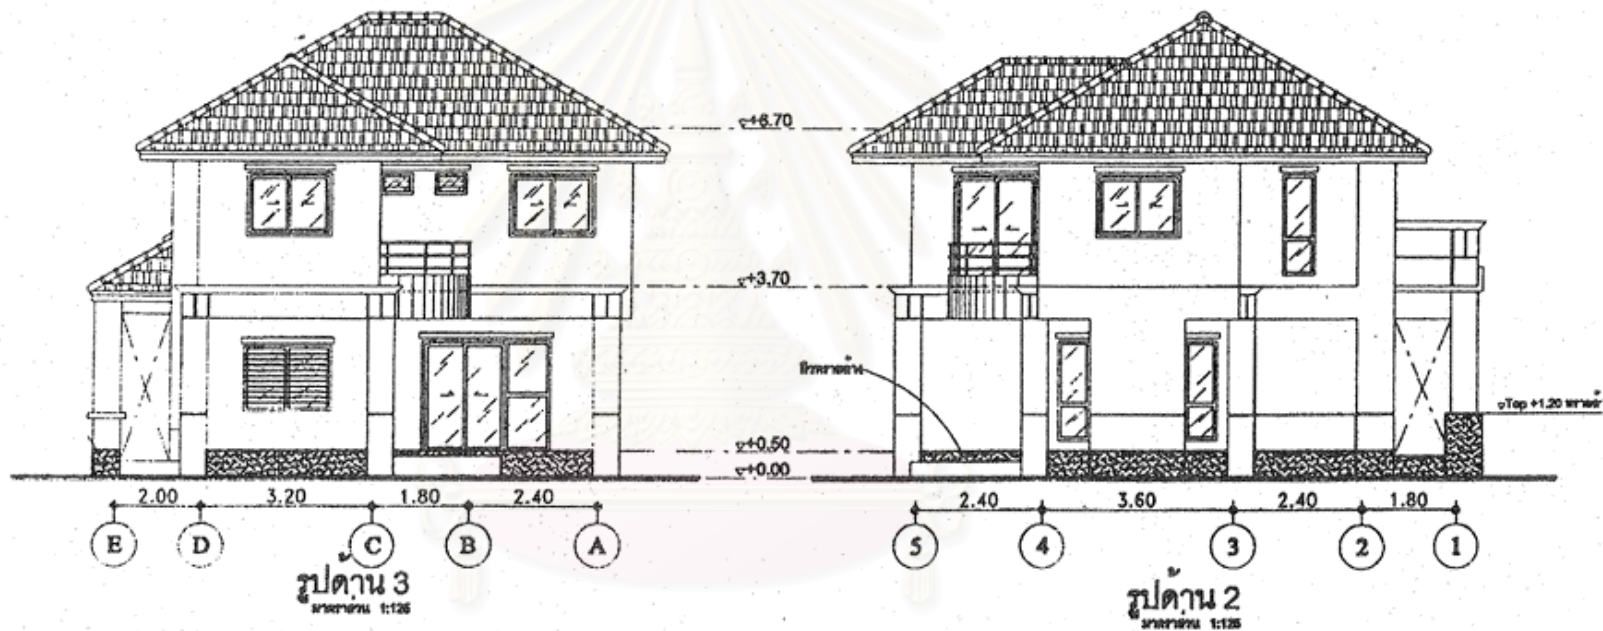 +6.70
+3.70
+0.50
+0.00
Top +1.20
2.00 3.20 1.80 2.40
E D C B A
รูปด้าน 3
มาตราส่วน 1:125
2.40 3.60 2.40 1.80
5 4 3 2 1
รูปด้าน 2
มาตราส่วน 1:125